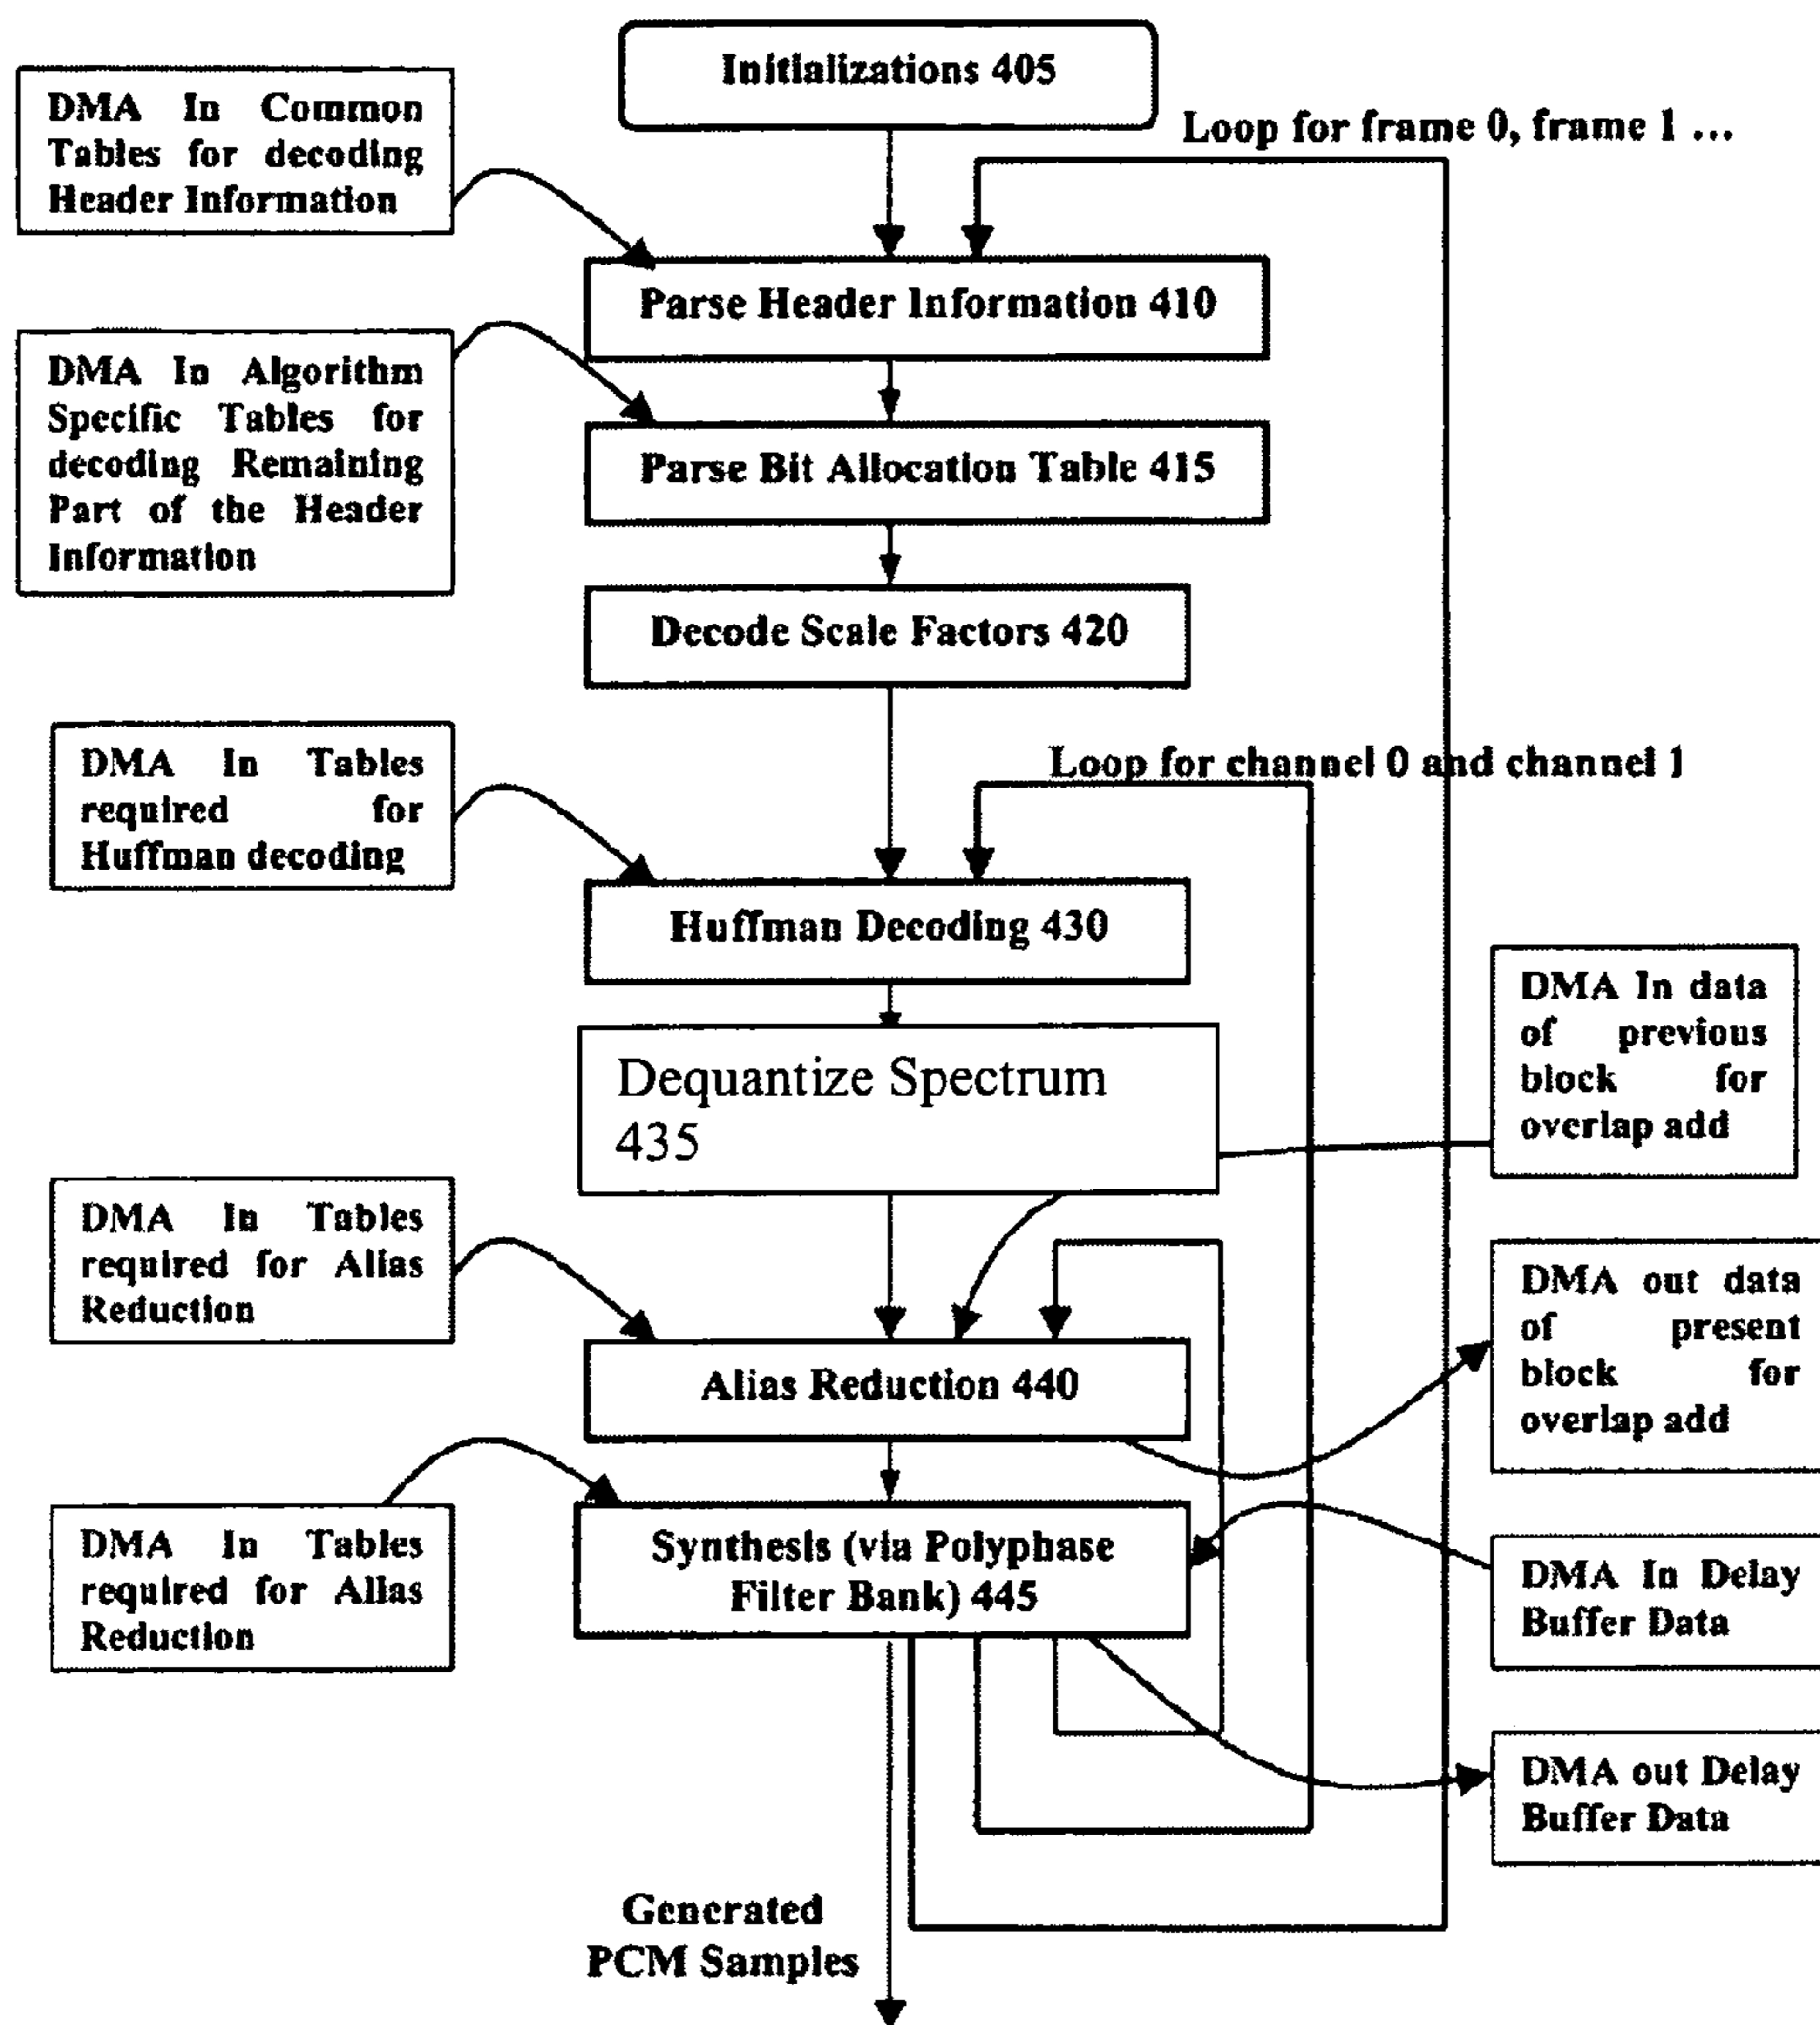 Initializations 405
DMA In Common
Tables for decoding
Header Information
Loop for frame 0, frame 1 ...
Parse Header Information 410
DMA In Algorithm
Specific Tables for
decoding Remaining
Part of the Header
Information
Parse Bit Allocation Table 415
Decode Scale Factors 420
DMA In Tables
required for
Huffman decoding
Loop for channel 0 and channel 1
Huffman Decoding 430
DMA In data
of previous
block for
overlap add
Dequantize Spectrum
435
DMA In Tables
required for Alias
Reduction
DMA out data
of present
block for
overlap add
Alias Reduction 440
DMA In Tables
required for Alias
Reduction
Synthesis (via Polyphase
Filter Bank) 445
DMA In Delay
Buffer Data
DMA out Delay
Buffer Data
Generated
PCM Samples